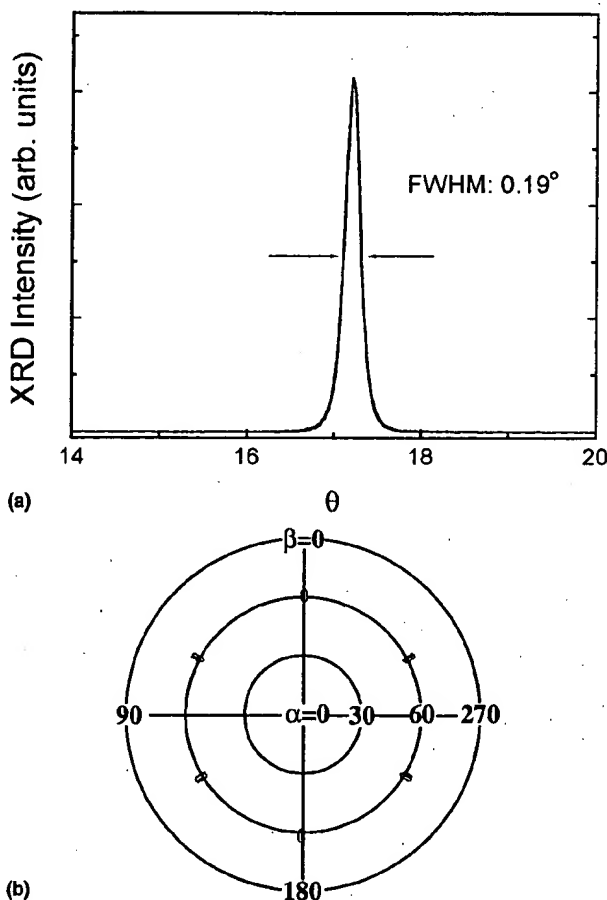 XRD Intensity (arb. units)
FWHM: 0.19°
14 16 18 20
(a) θ
β=0
90 α=0 30 60 270
180
(b)